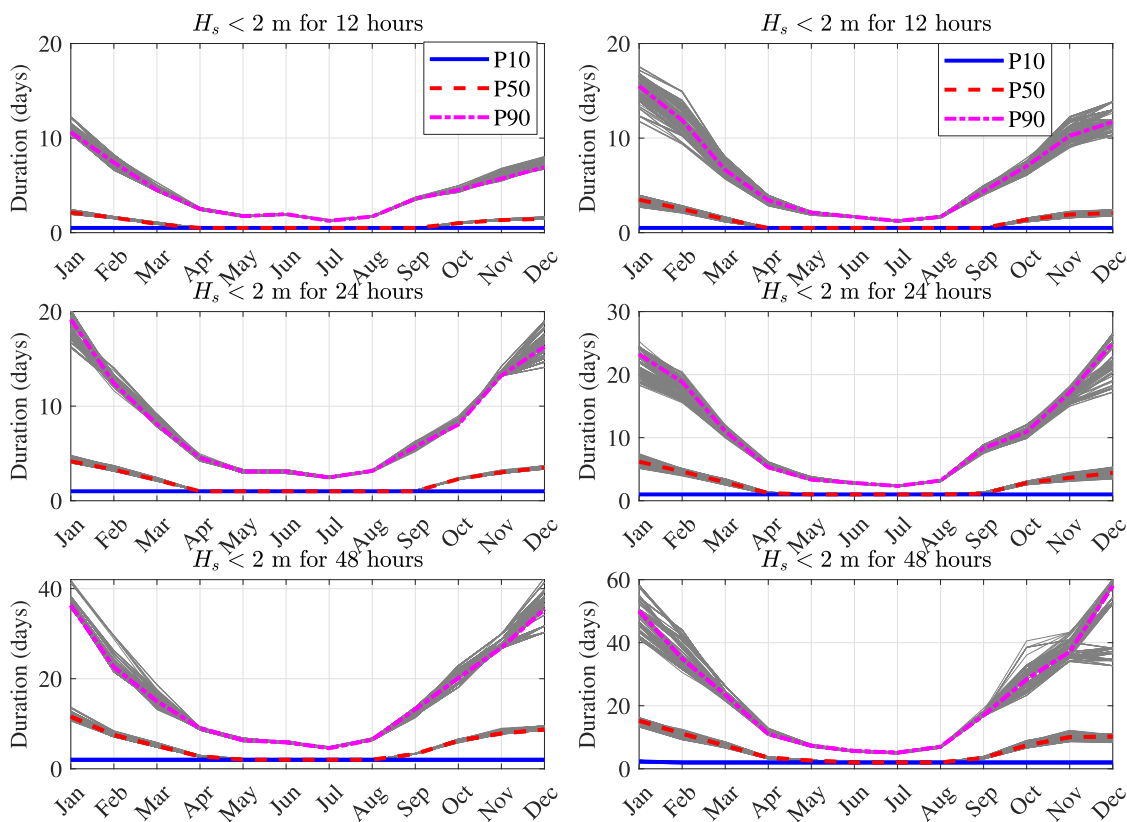 H_s < 2 m for 12 hours
Duration (days)
20
10
0
P10
P50
P90
Jan Feb Mar Apr May Jun Jul Aug Sep Oct Nov Dec
H_s < 2 m for 12 hours
Duration (days)
20
10
0
P10
P50
P90
Jan Feb Mar Apr May Jun Jul Aug Sep Oct Nov Dec
H_s < 2 m for 24 hours
Duration (days)
20
10
0
Jan Feb Mar Apr May Jun Jul Aug Sep Oct Nov Dec
H_s < 2 m for 24 hours
Duration (days)
30
20
10
0
Jan Feb Mar Apr May Jun Jul Aug Sep Oct Nov Dec
H_s < 2 m for 48 hours
Duration (days)
40
20
0
Jan Feb Mar Apr May Jun Jul Aug Sep Oct Nov Dec
H_s < 2 m for 48 hours
Duration (days)
60
40
20
0
Jan Feb Mar Apr May Jun Jul Aug Sep Oct Nov Dec